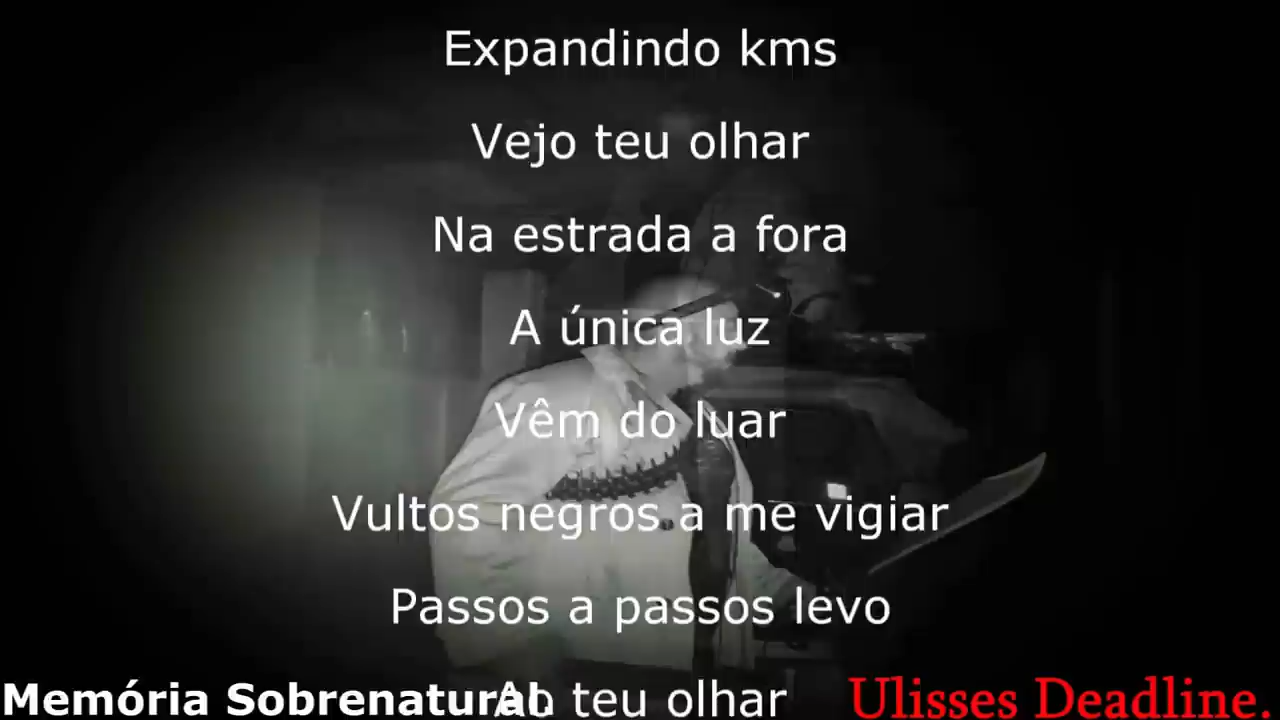 Expandindo kms
Vejo teu olhar
Na estrada a fora
A única luz
Vêm do luar
Vultos negros a me vigiar
Passos a passos levo
Ao teu olhar
Memória Sobrenatural
Ulisses Deadline.